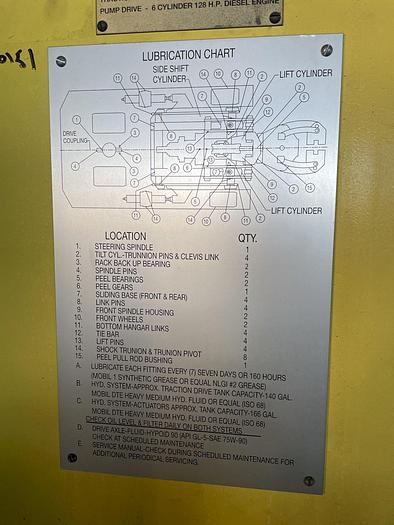 PUMP DRIVE - 6 CYLINDER 128 H.P. DIESEL ENGINE
LUBRICATION CHART
SIDE SHIFT
CYLINDER
LIFT CYLINDER
DRIVE
COUPLING
LIFT CYLINDER
LOCATION QTY.
1. STEERING SPINDLE 1
2. TILT CYL.-TRUNNION PINS & CLEVIS LINK 4
3. RACK BACK UP BEARING 2
4. SPINDLE PINS 2
5. PEEL BEARINGS 2
6. PEEL GEARS
7. SLIDING BASE (FRONT & REAR)
8. LINK PINS
9. FRONT SPINDLE HOUSING
10. FRONT WHEELS
11. BOTTOM HANGAR LINKS
12. TIE BAR
13. LIFT PINS
14. SHOCK TRUNION & TRUNION PIVOT 8
15. PEEL PULL ROD BUSHING 1
A. LUBRICATE EACH FITTING EVERY (7) SEVEN DAYS OR 160 HOURS
(MOBIL 1 SYNTHETIC GREASE OR EQUAL NLGI #2 GREASE)
B. HYD. SYSTEM-APPROX. TRACTION DRIVE TANK CAPACITY-140 GAL.
MOBIL DTE HEAVY MEDIUM HYD. FLUID OR EQUAL (ISO 68)
C. HYD. SYSTEM-ACTUATORS APPROX. TANK CAPACITY-166 GAL.
MOBIL DTE HEAVY MEDIUM HYD. FLUID OR EQUAL (ISO 68)
CHECK OIL LEVEL & FILTER DAILY ON BOTH SYSTEMS
D. DRIVE AXLE-FLUID-HYPOID 90 (API GL-5-SAE 75W-90)
CHECK AT SCHEDULED MAINTENANCE
E. SERVICE MANUAL-CHECK DURING SCHEDULED MAINTENANCE FOR
ADDITIONAL PERIODICAL SERVICING